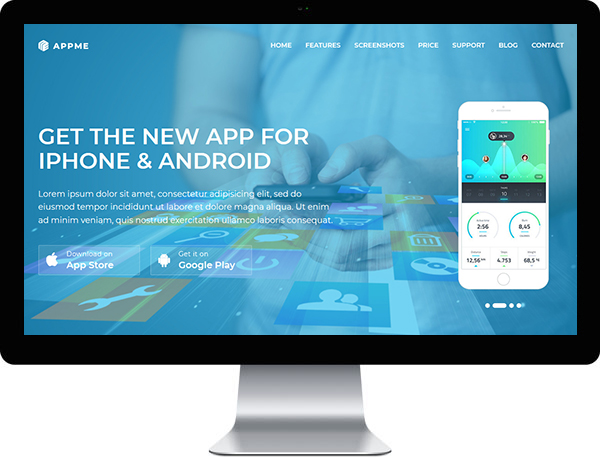 APPME
HOME FEATURES SCREENSHOTS PRICE SUPPORT BLOG CONTACT
GET THE NEW APP FOR
IPHONE & ANDROID
Lorem ipsum dolor sit amet, consectetur adipisicing elit, sed do
eiusmod tempor incididunt ut labore et dolore magna aliqua. Ut enim
ad minim veniam, quis nostrud exercitation ullamco laboris consequat.
Download on
App Store
Get it on
Google Play
2:56
8,45
12,56
4.753
68,5